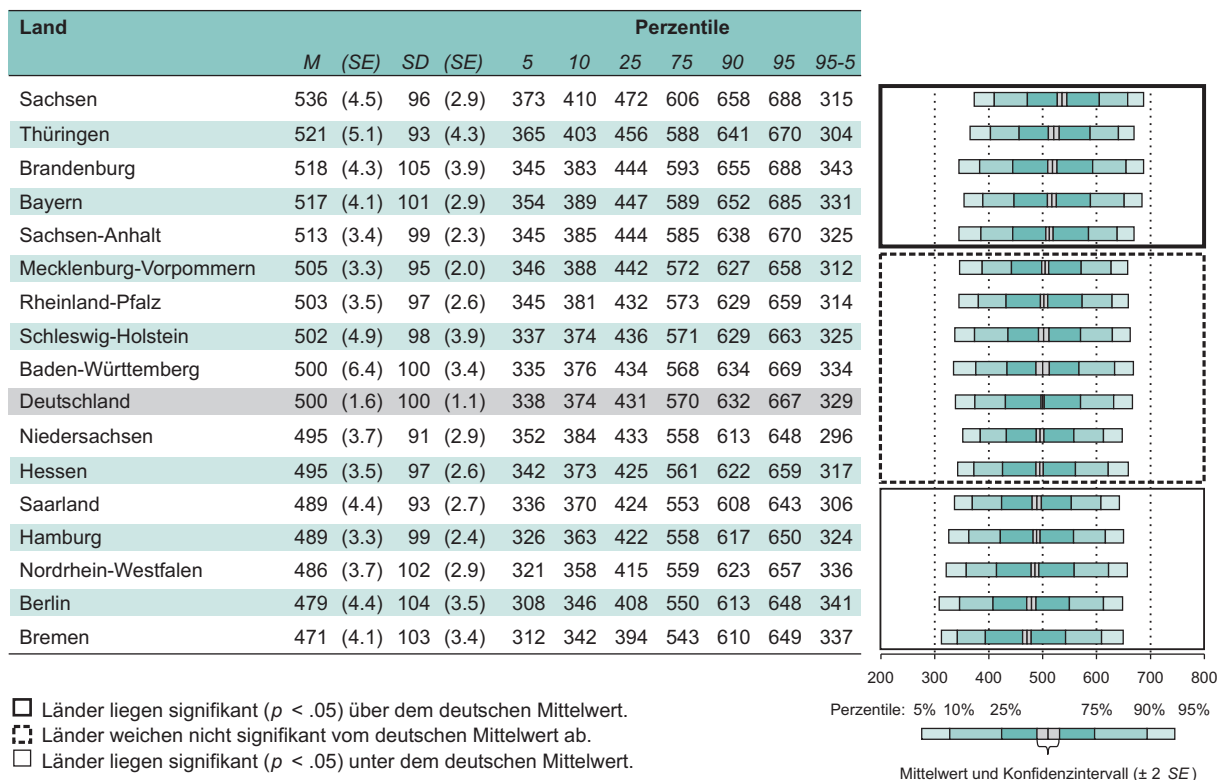 Land Perzentile
M (SE) SD (SE) 5 10 25 75 90 95 95-5
Sachsen 536 (4.5) 96 (2.9) 373 410 472 606 658 688 315
Thüringen 521 (5.1) 93 (4.3) 365 403 456 588 641 670 304
Brandenburg 518 (4.3) 105 (3.9) 345 383 444 593 655 688 343
Bayern 517 (4.1) 101 (2.9) 354 389 447 589 652 685 331
Sachsen-Anhalt 513 (3.4) 99 (2.3) 345 385 444 585 638 670 325
Mecklenburg-Vorpommern 505 (3.3) 95 (2.0) 346 388 442 572 627 658 312
Rheinland-Pfalz 503 (3.5) 97 (2.6) 345 381 432 573 629 659 314
Schleswig-Holstein 502 (4.9) 98 (3.9) 337 374 436 571 629 663 325
Baden-Württemberg 500 (6.4) 100 (3.4) 335 376 434 568 634 669 334
Deutschland 500 (1.6) 100 (1.1) 338 374 431 570 632 667 329
Niedersachsen 495 (3.7) 91 (2.9) 352 384 433 558 613 648 296
Hessen 495 (3.5) 97 (2.6) 342 373 425 561 622 659 317
Saarland 489 (4.4) 93 (2.7) 336 370 424 553 608 643 306
Hamburg 489 (3.3) 99 (2.4) 326 363 422 558 617 650 324
Nordrhein-Westfalen 486 (3.7) 102 (2.9) 321 358 415 559 623 657 336
Berlin 479 (4.4) 104 (3.5) 308 346 408 550 613 648 341
Bremen 471 (4.1) 103 (3.4) 312 342 394 543 610 649 337
200 300 400 500 600 700 800
Länder liegen signifikant (p < .05) über dem deutschen Mittelwert.
Länder weichen nicht signifikant vom deutschen Mittelwert ab.
Länder liegen signifikant (p < .05) unter dem deutschen Mittelwert.
Perzentile: 5% 10% 25% 75% 90% 95%
Mittelwert und Konfidenzintervall (± 2 SE)